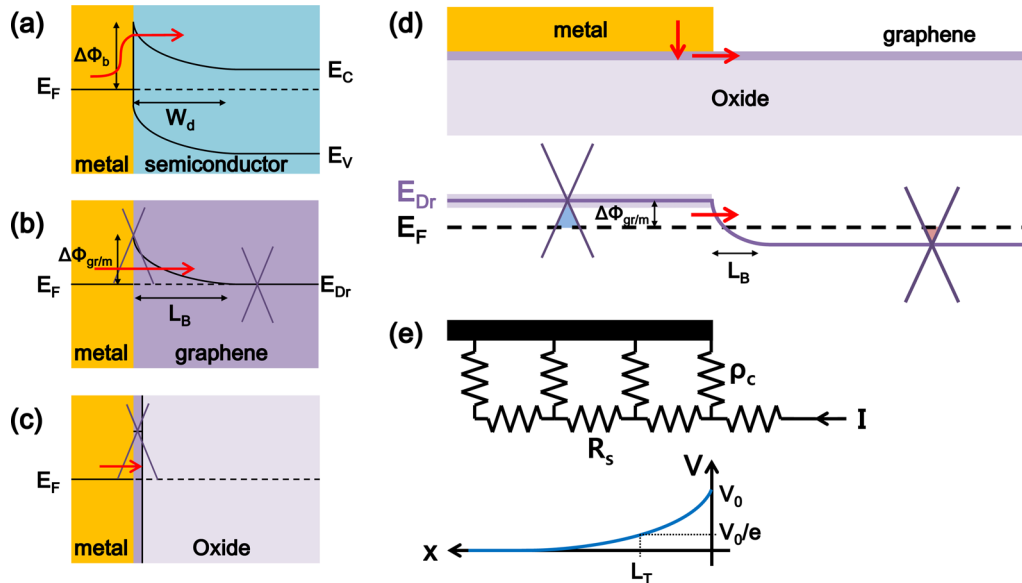 (a)
ΔΦb
EF
EC
Wd
EV
metal semiconductor
(b)
ΔΦgr/m
EF
EDr
LB
metal graphene
(c)
EF
metal Oxide
(d)
metal
graphene
Oxide
EDr
ΔΦgr/m
EF
LB
(e)
ρc
I
Rs
V
V0
V0/e
x
LT